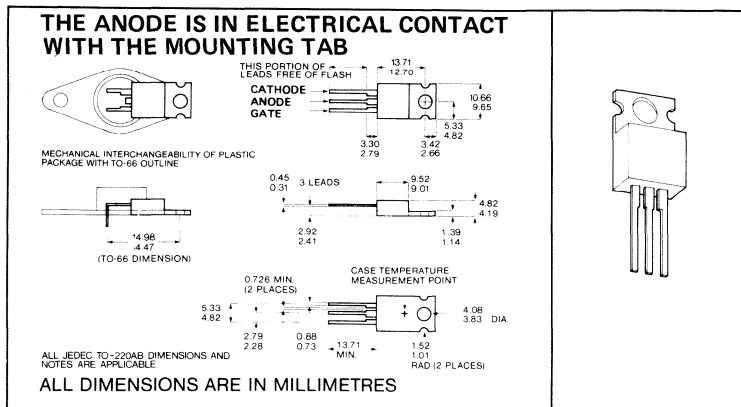 THE ANODE IS IN ELECTRICAL CONTACT
WITH THE MOUNTING TAB
THIS PORTION OF
LEADS FREE OF FLASH
13.71
12.70
CATHODE
ANODE
GATE
10.66
9.65
5.33
4.82
3.30
2.79
3.42
2.66
MECHANICAL INTERCHANGEABILITY OF PLASTIC
PACKAGE WITH TO-66 OUTLINE
0.45
0.31
3 LEADS
9.52
9.01
4.82
4.19
14.98
14.47
(TO-66 DIMENSION)
2.92
2.41
1.39
1.14
0.726 MIN.
(2 PLACES)
CASE TEMPERATURE
MEASUREMENT POINT
5.33
4.82
4.08
3.83 DIA.
2.79
2.28
0.88
0.73
13.71
MIN.
1.52
1.01
RAD (2 PLACES)
ALL JEDEC TO-220AB DIMENSIONS AND
NOTES ARE APPLICABLE.
ALL DIMENSIONS ARE IN MILLIMETRES